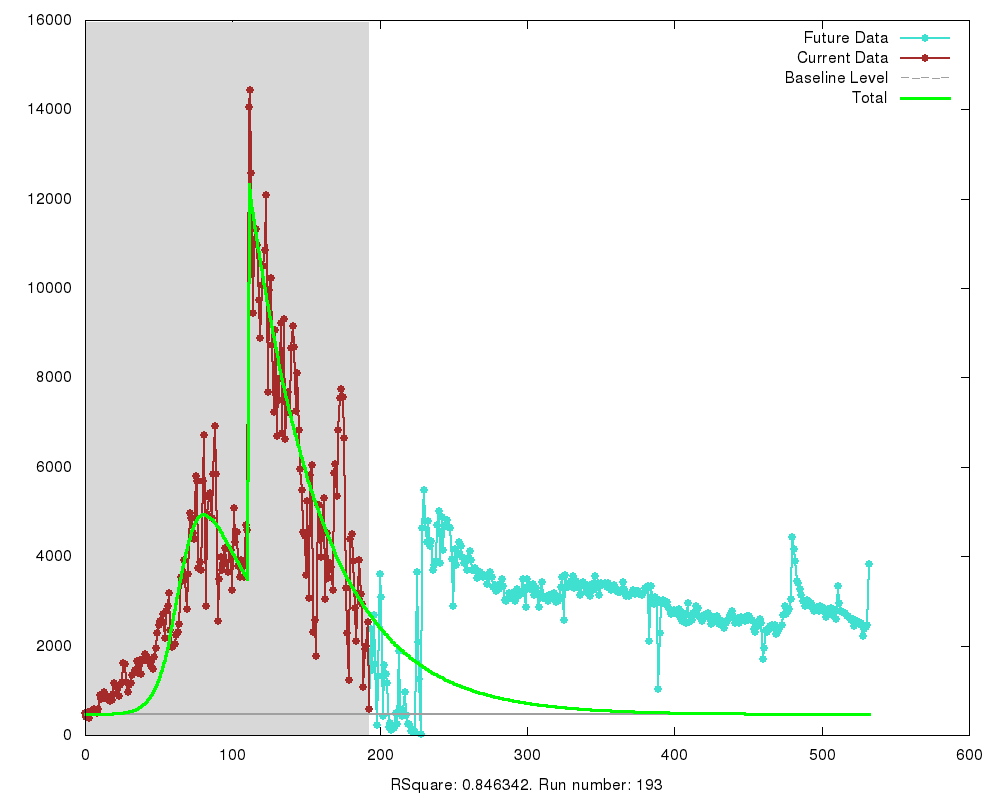 16000
14000
12000
10000
8000
6000
4000
2000
0
Future Data
Current Data
Baseline Level
Total
0 100 200 300 400 500 600
RSquare: 0.846342. Run number: 193